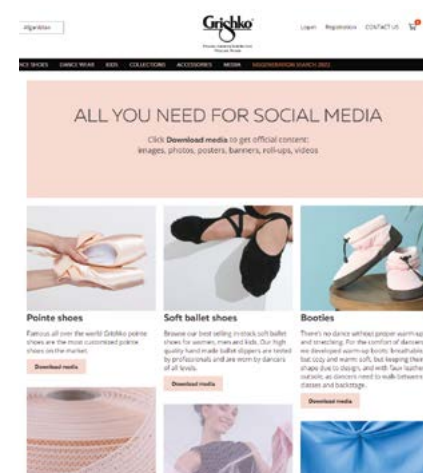 Afganistan
Grishko®
Login Registration CONTACT US 0
NCE SHOES DANCE WEAR KIDS COLLECTIONS ACCESSORIES MEDIA
ALL YOU NEED FOR SOCIAL MEDIA
Click Download media to get official content:
images, photos, posters, banners, roll-ups, videos
Pointe shoes
Famous all over the world Grishko pointe
shoes are the most customized pointe
shoes on the market.
Download media
Soft ballet shoes
Browse our best selling in-stock soft ballet
shoes for women, men and kids. Our high
quality hand made ballet slippers are tested
by professionals and are worn by dancers
of all levels.
Download media
Booties
There's no dance without proper warm-up
and stretching. For the comfort of dancers
we developed warm-up boots: breathable
but cozy and warm soft, but keeping their
shape due to design, and with faux leather
outsole, as dancers need to walk between
classes and backstage.
Download media